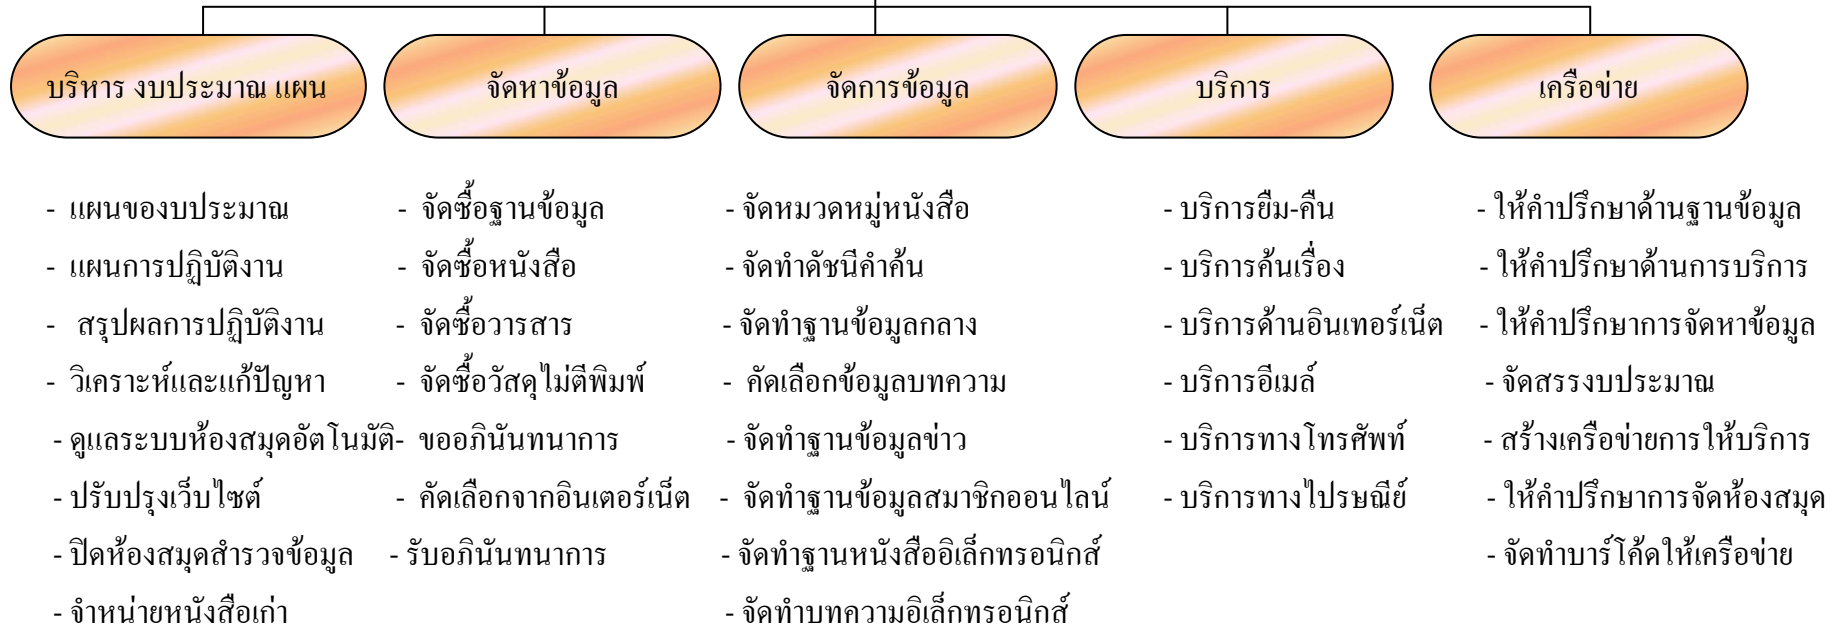 บริหาร งบประมาณ แผน
- แผนของบประมาณ
- แผนการปฏิบัติงาน
- สรุปผลการปฏิบัติงาน
- วิเคราะห์และแก้ปัญหา
- ดูแลระบบห้องสมุดอัตโนมัติ
- ปรับปรุงเว็บไซต์
- ปิดห้องสมุดสำรวจข้อมูล
- จำหน่ายหนังสือเก่า
จัดหาข้อมูล
- จัดซื้อฐานข้อมูล
- จัดซื้อหนังสือ
- จัดซื้อวารสาร
- จัดซื้อวัสดุไม่ตีพิมพ์
- ขออภินันทนาการ
- คัดเลือกจากอินเตอร์เน็ต
- รับอภินันทนาการ
จัดการข้อมูล
- จัดหมวดหมู่หนังสือ
- จัดทำดัชนีคำค้น
- จัดทำฐานข้อมูลกลาง
- คัดเลือกข้อมูลบทความ
- จัดทำฐานข้อมูลข่าว
- จัดทำฐานข้อมูลสมาชิกออนไลน์
- จัดทำฐานหนังสืออิเล็กทรอนิกส์
- จัดทำบทความอิเล็กทรอนิกส์
บริการ
- บริการยืม-คืน
- บริการค้นเรื่อง
- บริการด้านอินเทอร์เน็ต
- บริการอีเมล์
- บริการทางโทรศัพท์
- บริการทางไปรษณีย์
เครือข่าย
- ให้คำปรึกษาด้านฐานข้อมูล
- ให้คำปรึกษาด้านการบริการ
- ให้คำปรึกษาการจัดหาข้อมูล
- จัดสรรงบประมาณ
- สร้างเครือข่ายการให้บริการ
- ให้คำปรึกษาการจัดห้องสมุด
- จัดทำบาร์โค้ดให้เครือข่าย